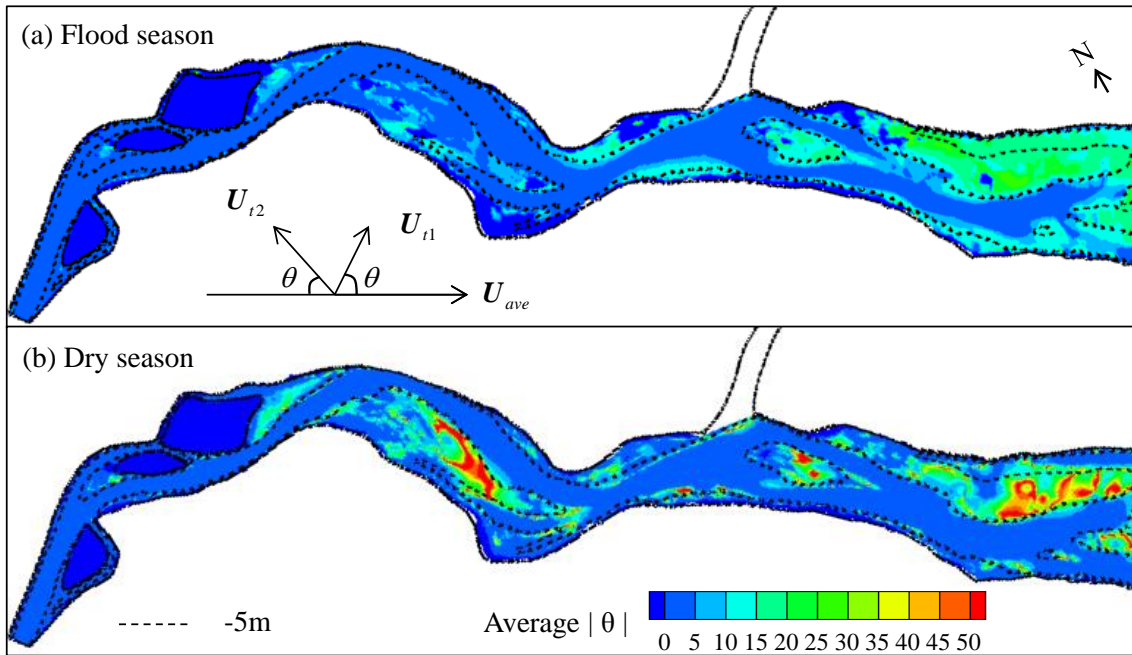 (a) Flood season
N
U_t2
U_t1
θ θ
U_ave
(b) Dry season
-5m
Average | θ |
0 5 10 15 20 25 30 35 40 45 50